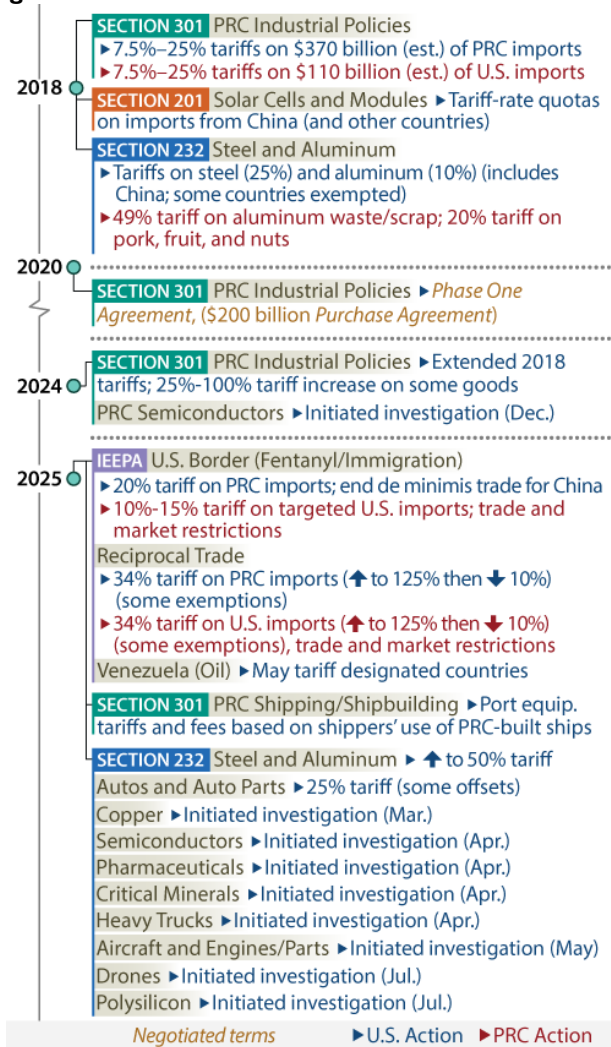 2018
SECTION 301 PRC Industrial Policies
▸7.5%–25% tariffs on $370 billion (est.) of PRC imports
▸7.5%–25% tariffs on $110 billion (est.) of U.S. imports
SECTION 201 Solar Cells and Modules ▸Tariff-rate quotas
on imports from China (and other countries)
SECTION 232 Steel and Aluminum
▸Tariffs on steel (25%) and aluminum (10%) (includes
China; some countries exempted)
▸49% tariff on aluminum waste/scrap; 20% tariff on
pork, fruit, and nuts
2020
SECTION 301 PRC Industrial Policies ▸Phase One
Agreement, ($200 billion Purchase Agreement)
2024
SECTION 301 PRC Industrial Policies ▸Extended 2018
tariffs; 25%-100% tariff increase on some goods
PRC Semiconductors ▸Initiated investigation (Dec.)
2025
IEEPA U.S. Border (Fentanyl/Immigration)
▸20% tariff on PRC imports; end de minimis trade for China
▸10%-15% tariff on targeted U.S. imports; trade and
market restrictions
Reciprocal Trade
▸34% tariff on PRC imports (⬆ to 125% then ⬇ 10%)
(some exemptions)
▸34% tariff on U.S. imports (⬆ to 125% then ⬇ 10%)
(some exemptions), trade and market restrictions
Venezuela (Oil) ▸May tariff designated countries
SECTION 301 PRC Shipping/Shipbuilding ▸Port equip.
tariffs and fees based on shippers' use of PRC-built ships
SECTION 232 Steel and Aluminum ▸ ⬆ to 50% tariff
Autos and Auto Parts ▸25% tariff (some offsets)
Copper ▸Initiated investigation (Mar.)
Semiconductors ▸Initiated investigation (Apr.)
Pharmaceuticals ▸Initiated investigation (Apr.)
Critical Minerals ▸Initiated investigation (Apr.)
Heavy Trucks ▸Initiated investigation (Apr.)
Aircraft and Engines/Parts ▸Initiated investigation (May)
Drones ▸Initiated investigation (Jul.)
Polysilicon ▸Initiated investigation (Jul.)
Negotiated terms ▸U.S. Action ▸PRC Action